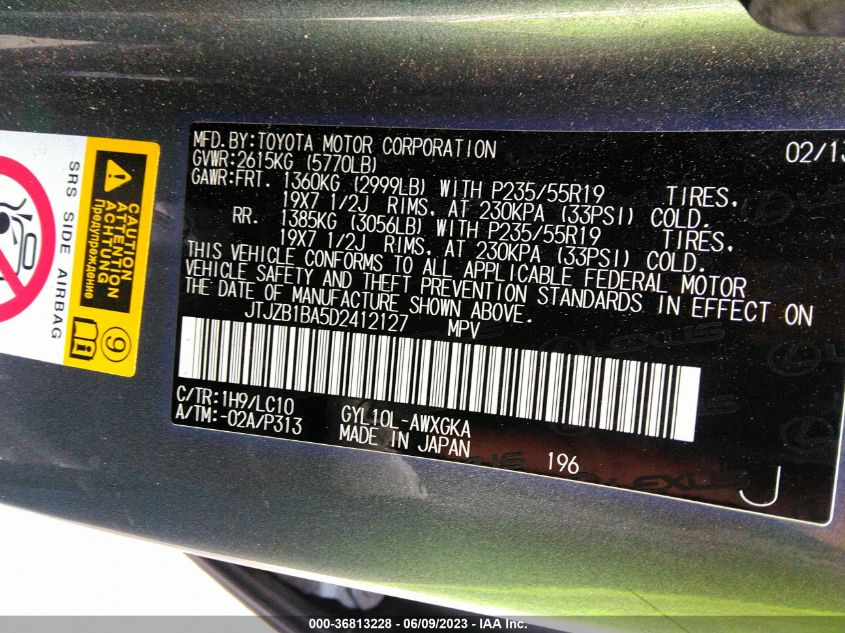 MFD.BY:TOYOTA MOTOR CORPORATION 02/13
GVWR:2615KG (5770LB)
GAWR:FRT. 1360KG (2999LB) WITH P235/55R19 TIRES,
19X7 1/2J RIMS, AT 230KPA (33PSI) COLD.
RR. 1385KG (3056LB) WITH P235/55R19 TIRES,
19X7 1/2J RIMS, AT 230KPA (33PSI) COLD.
THIS VEHICLE CONFORMS TO ALL APPLICABLE FEDERAL MOTOR
VEHICLE SAFETY AND THEFT PREVENTION STANDARDS IN EFFECT ON
THE DATE OF MANUFACTURE SHOWN ABOVE.
JTJZB1BA5D2412127 MPV
C/TR:1H9/LC10 GYL10L-AWXGKA
A/TM:-02A/P313 MADE IN JAPAN
196
J
LEXUS
SRS SIDE AIRBAG
CAUTION
ATTENTION
ACHTUNG
Предупреждение
9
000-36813228 - 06/09/2023 - IAA Inc.